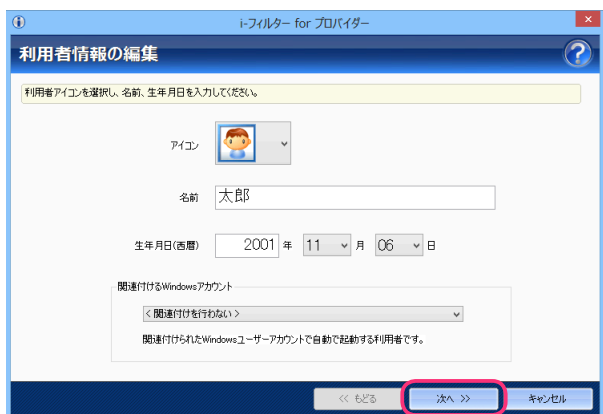 i-フィルター for プロバイダー
利用者情報の編集
利用者アイコンを選択し、名前、生年月日を入力してください。
アイコン
名前 太郎
生年月日(西暦) 2001 年 11 月 06 日
関連付けるWindowsアカウント
<関連付けを行わない>
関連付けられたWindowsユーザーアカウントで自動で起動する利用者です。
<< もどる 次へ >> キャンセル